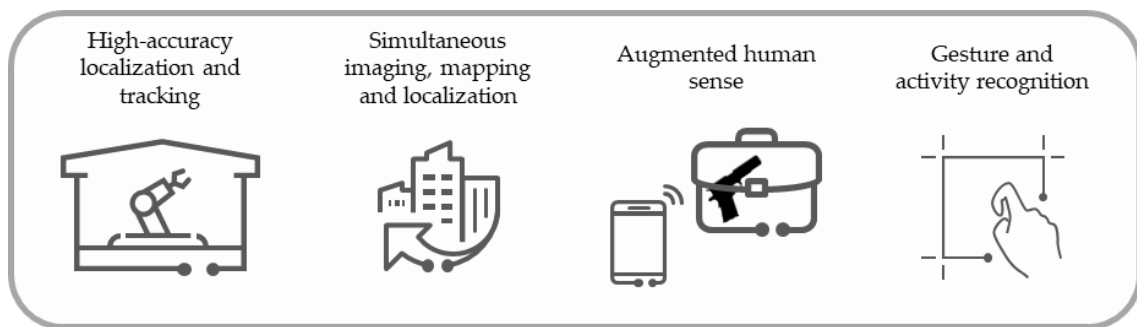 High-accuracy
localization and
tracking
Simultaneous
imaging, mapping
and localization
Augmented human
sense
Gesture and
activity recognition